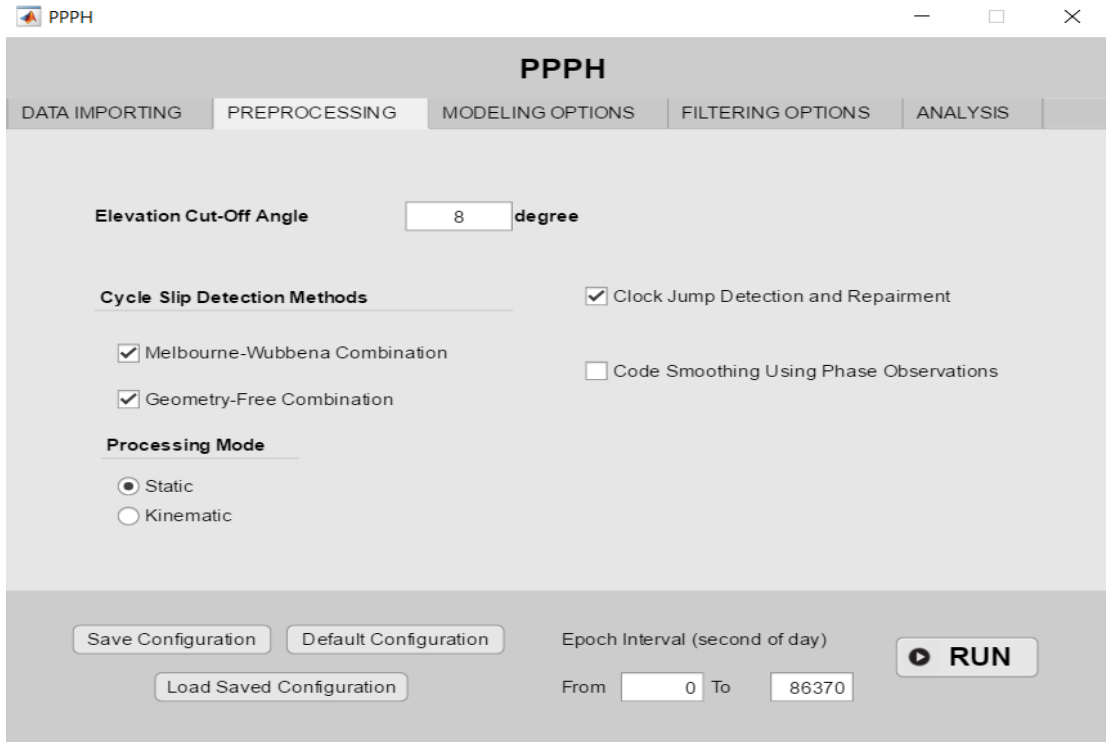 PPPH
PPPH
DATA IMPORTING PREPROCESSING MODELING OPTIONS FILTERING OPTIONS ANALYSIS
Elevation Cut-Off Angle 8 degree
Cycle Slip Detection Methods
Clock Jump Detection and Repairment
Melbourne-Wubbena Combination
Code Smoothing Using Phase Observations
Geometry-Free Combination
Processing Mode
Static
Kinematic
Save Configuration Default Configuration Epoch Interval (second of day)
RUN
Load Saved Configuration From 0 To 86370